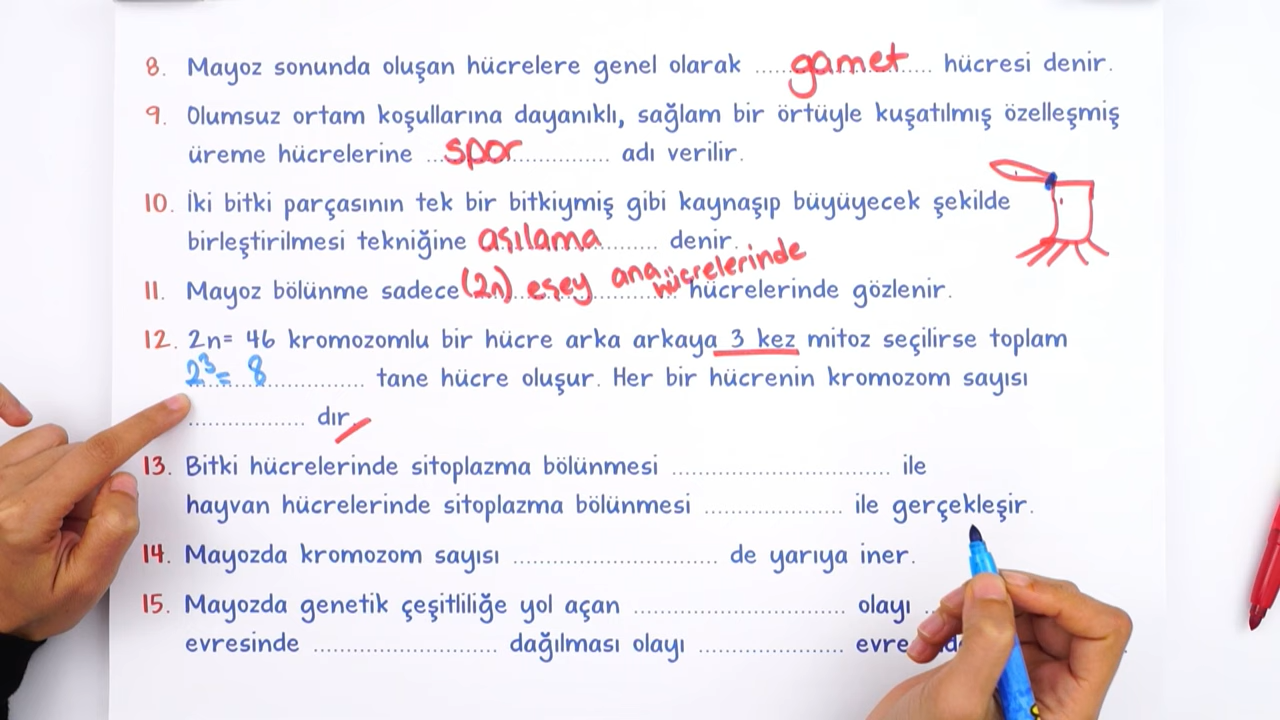 8. Mayoz sonunda oluşan hücrelere genel olarak ....gamet.... hücresi denir.
9. Olumsuz ortam koşullarına dayanıklı, sağlam bir örtüyle kuşatılmış özelleşmiş
üreme hücrelerine ...spor............ adı verilir.
10. İki bitki parçasının tek bir bitkiymiş gibi kaynaşıp büyüyecek şekilde
birleştirilmesi tekniğine aşılama ........ denir.
11. Mayoz bölünme sadece (2n) eşey ana hücrelerinde hücrelerinde gözlenir.
12. 2n= 46 kromozomlu bir hücre arka arkaya 3 kez mitoz seçilirse toplam
2³= 8 .............. tane hücre oluşur. Her bir hücrenin kromozom sayısı
.................. dır.
13. Bitki hücrelerinde sitoplazma bölünmesi ................................. ile
hayvan hücrelerinde sitoplazma bölünmesi ..................... ile gerçekleşir.
14. Mayozda kromozom sayısı ............................... de yarıya iner.
15. Mayozda genetik çeşitliliğe yol açan ................................ olayı ..
evresinde ............................ dağılması olayı ......................